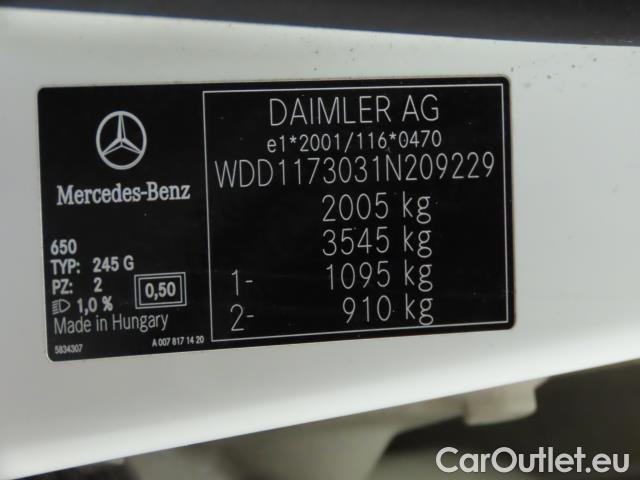 Mercedes-Benz
650
TYP: 245 G
PZ: 2
1,0 %
0,50
Made in Hungary
5834307
A 007 817 14 20
DAIMLER AG
e1*2001/116*0470
WDD1173031N209229
2005 kg
3545 kg
1- 1095 kg
2- 910 kg
CarOutlet.eu